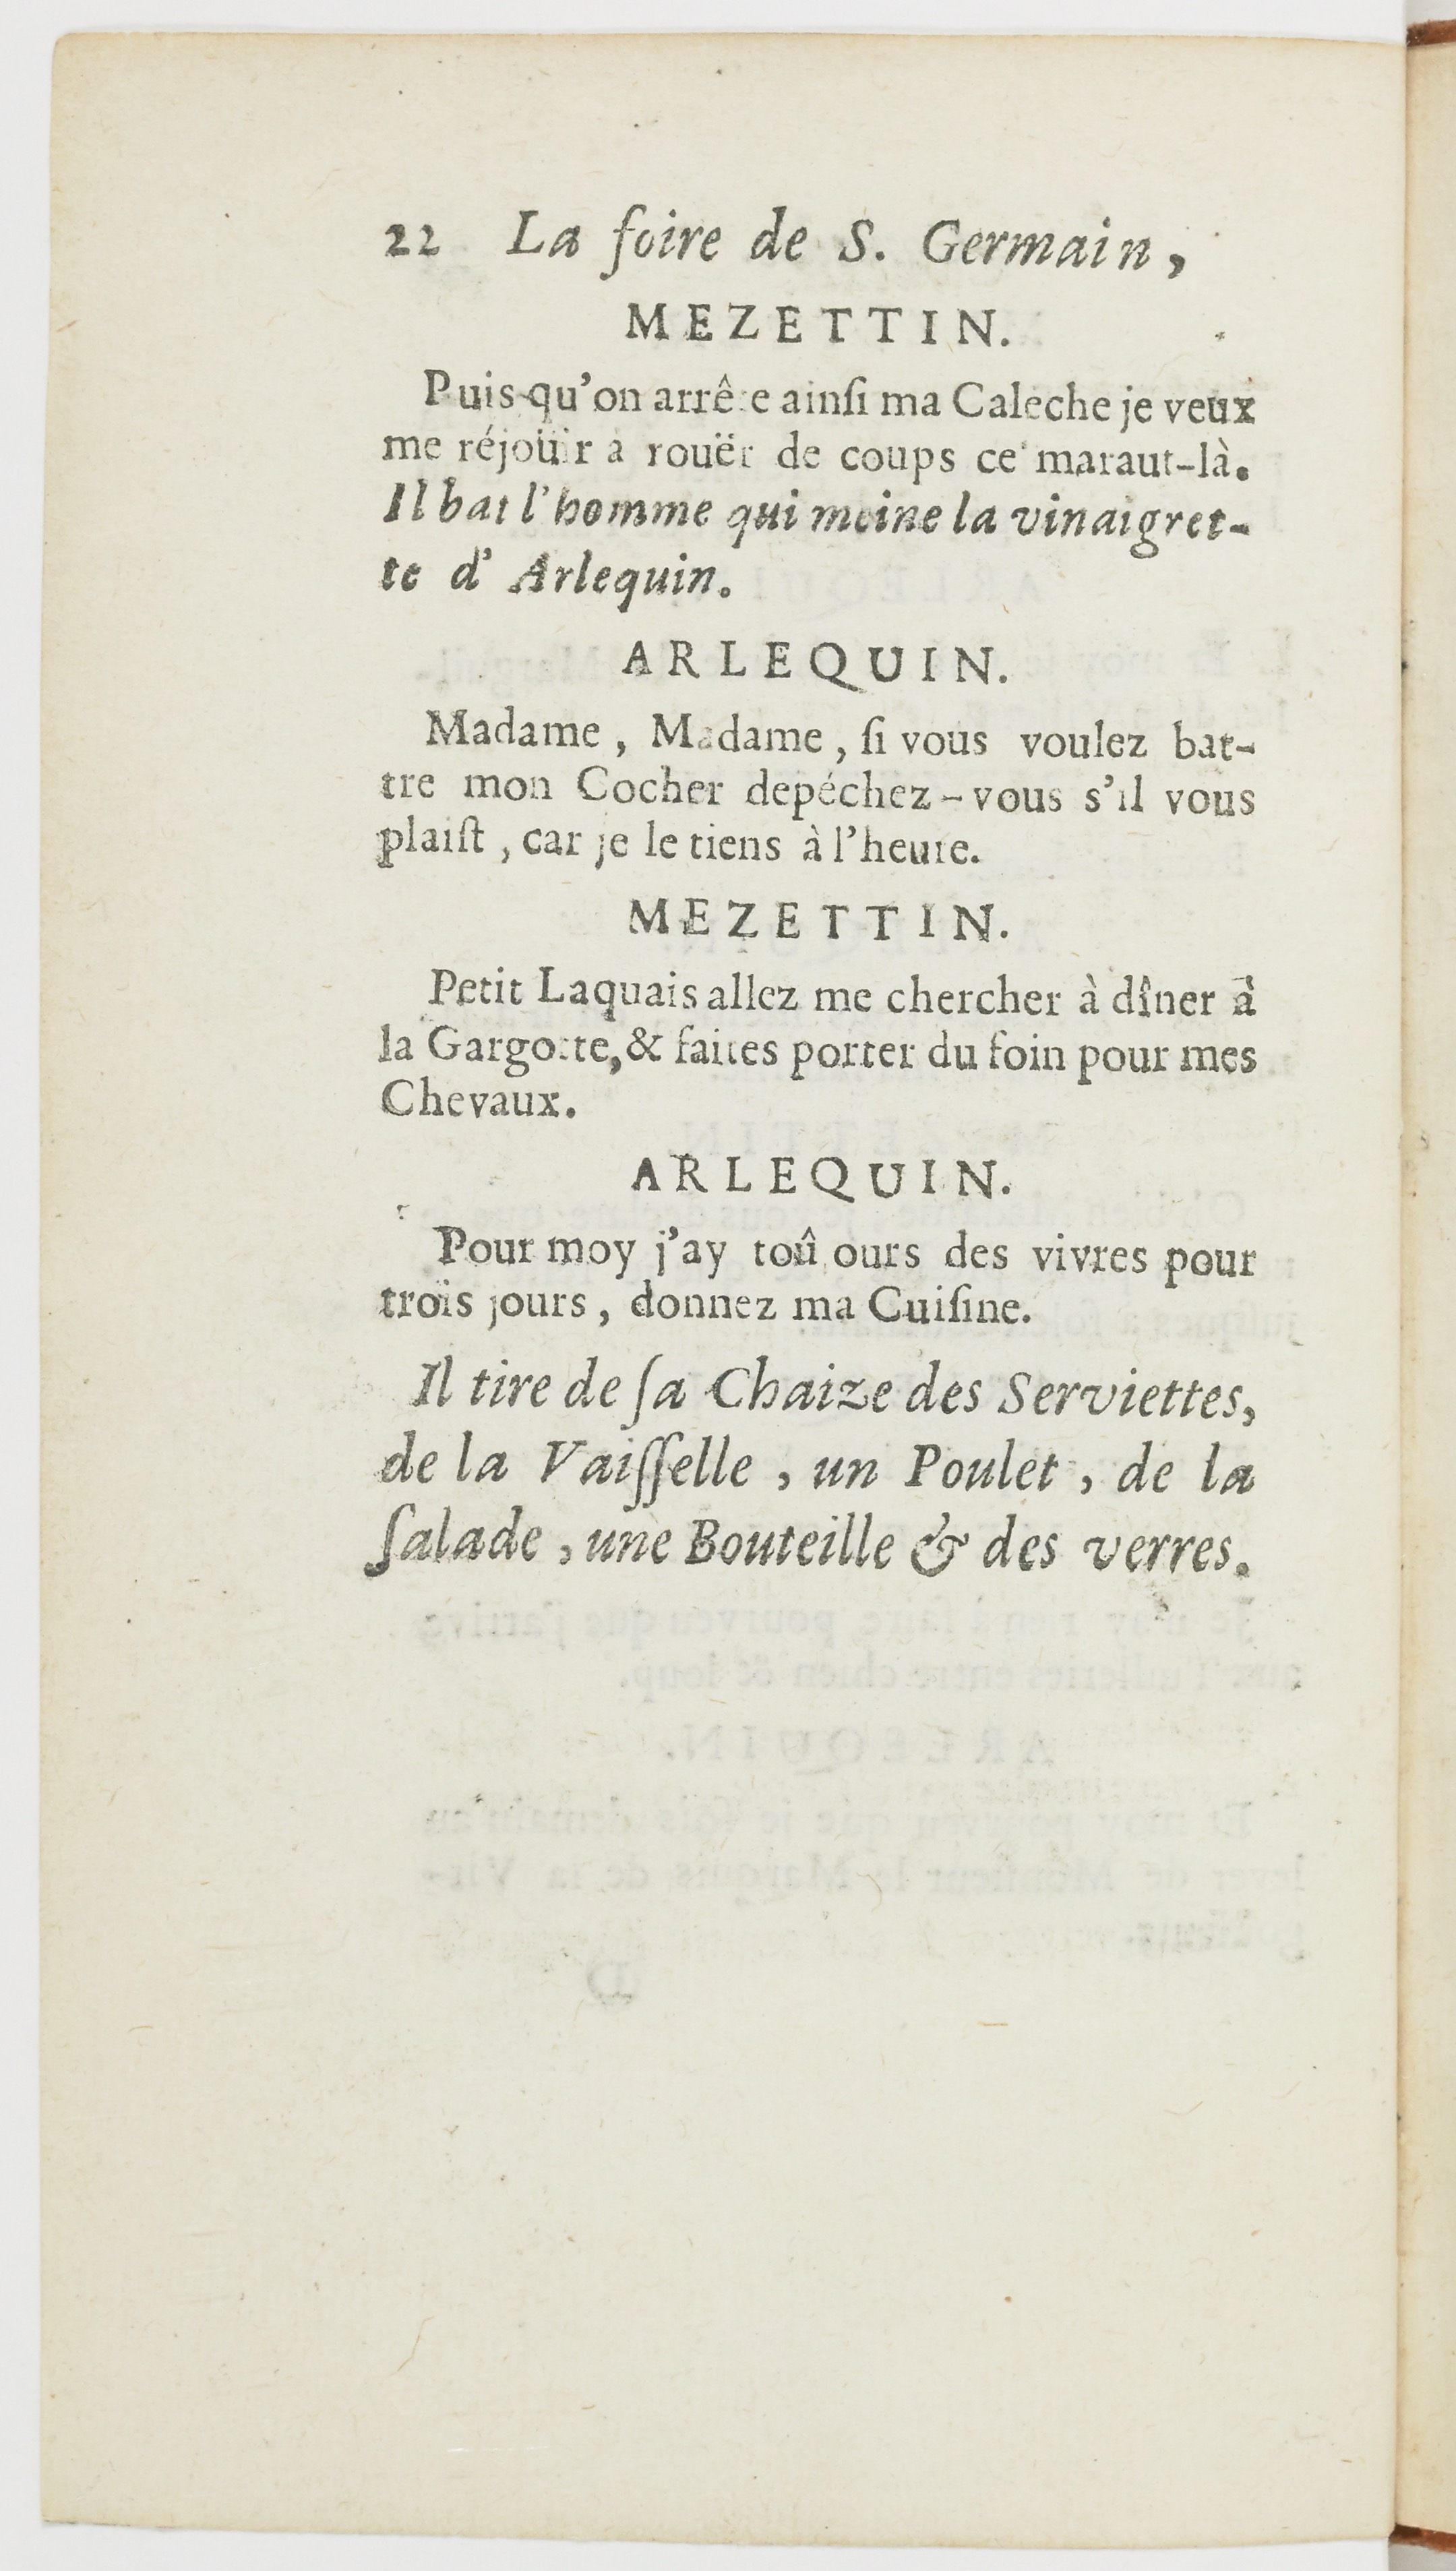 22 La foire de S. Germain,
MEZETTIN.
Puis-qu'on arrête ainſi ma Caleche je veux
me réjoüir à rouër de coups ce maraut-là.
Il bat l'homme qui meine la vinaigret-
te d'Arlequin.
ARLEQUIN.
Madame, Madame, ſi vous voulez bat-
tre mon Cocher depéchez-vous s'il vous
plaiſt, car je le tiens à l'heure.
MEZETTIN.
Petit Laquais allez me chercher à dîner à
la Gargotte, & faites porter du foin pour mes
Chevaux.
ARLEQUIN.
Pour moy j'ay toûjours des vivres pour
trois jours, donnez ma Cuiſine.
Il tire de ſa Chaize des Serviettes,
de la Vaiſſelle, un Poulet, de la
ſalade, une Bouteille & des verres.